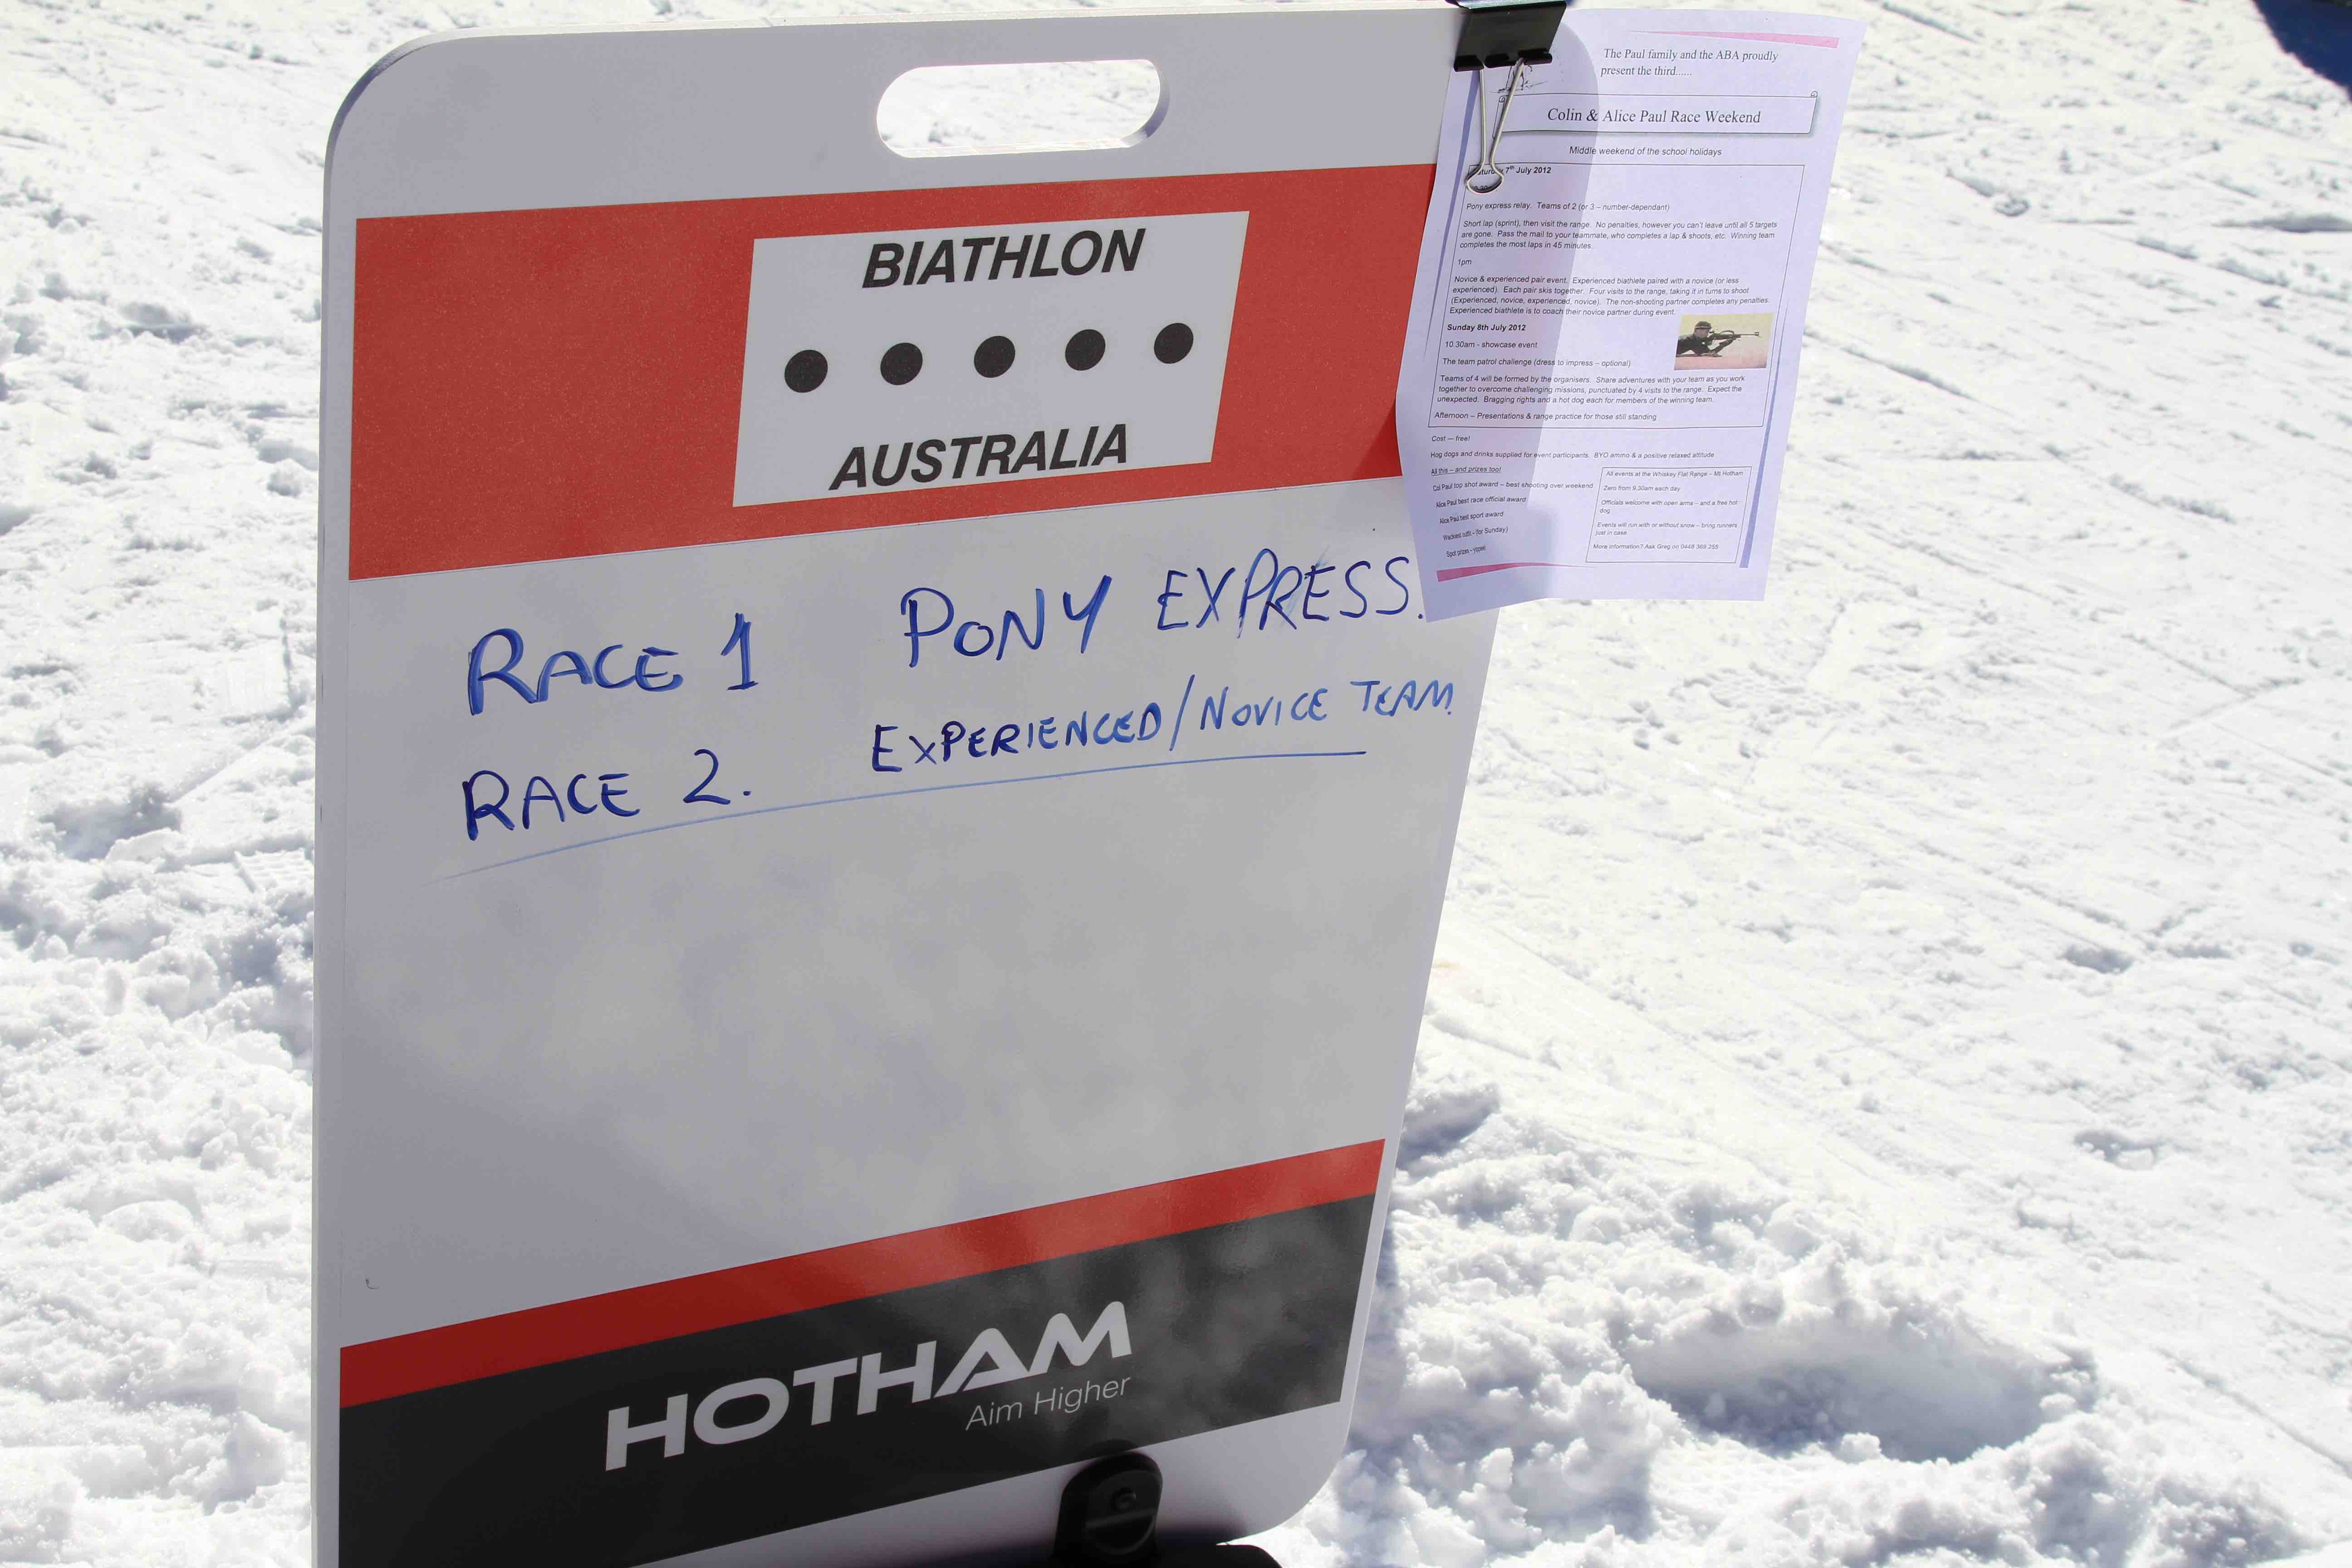 BIATHLON
AUSTRALIA
RACE 1 PONY EXPRESS.
RACE 2. EXPERIENCED/NOVICE TEAM
HOTHAM
Aim Higher
The Paul family and the ABA proudly
present the third......
Colin & Alice Paul Race Weekend
Middle weekend of the school holidays
7th July 2012
Pony express relay. Teams of 2 (or 3 – number-dependant)
Short lap (sprint), then visit the range. No penalties, however you can't leave until all 5 targets
are gone. Pass the mail to your teammate, who completes a lap & shoots, etc. Winning team
completes the most laps in 45 minutes.
1pm
Novice & experienced pair event. Experienced biathlete paired with a novice (or less
experienced). Each pair skis together. Four visits to the range, taking it in turns to shoot
(Experienced, novice, experienced, novice). The non-shooting partner completes any penalties.
Experienced biathlete is to coach their novice partner during event.
Sunday 8th July 2012
10.30am - showcase event
The team patrol challenge (dress to impress – optional)
Teams of 4 will be formed by the organisers. Share adventures with your team as you work
together to overcome challenging missions, punctuated by 4 visits to the range. Expect the
unexpected. Bragging rights and a hot dog each for members of the winning team.
Afternoon – Presentations & range practice for those still standing
Cost – free!
Hog dogs and drinks supplied for event participants. BYO ammo & a positive relaxed attitude
All this – and prizes too!
Col Paul top shot award – best shooting over weekend
Alice Paul best race official award
Alice Paul best sport award
Wackiest outfit – (for Sunday)
Spot prizes - yippee!
All events at the Whiskey Flat Range – Mt Hotham
Zero from 9.30am each day
Officials welcome with open arms – and a free hot
dog
Events will run with or without snow – bring runners
just in case
More information? Ask Greg on 0448 369 255